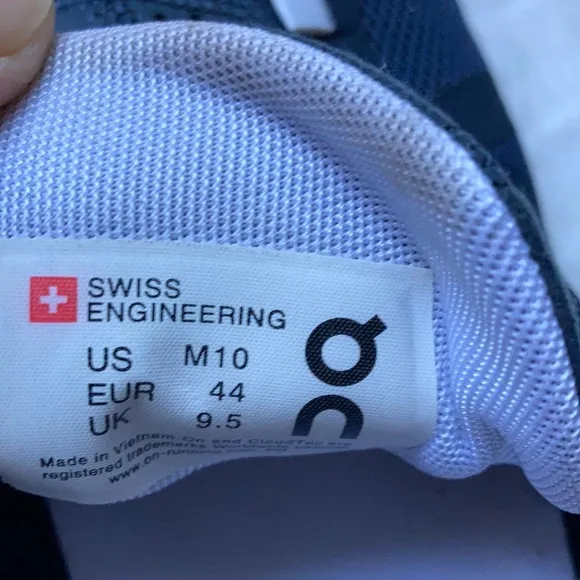 SWISS
ENGINEERING
US M10
EUR 44
UK 9.5
Made in Vietnam. On and CloudTec are
registered trademarks
www.on-running